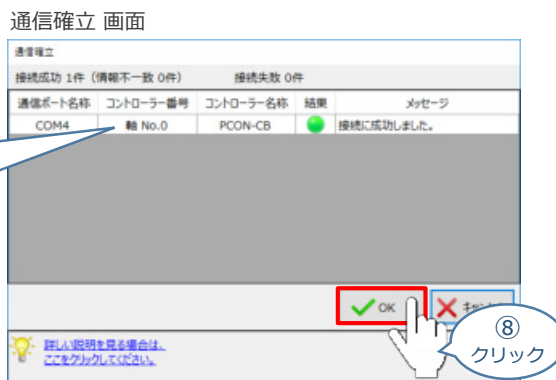 通信確立 画面
通信確立
接続成功 1件（情報不一致 0件） 接続失敗 0件
通信ポート名称 コントローラー番号 コントローラー名称 結果 メッセージ
COM4 軸 No.0 PCON-CB 接続に成功しました。
OK
⑧
クリック
詳しい説明を見る場合は、
ここをクリックしてください。